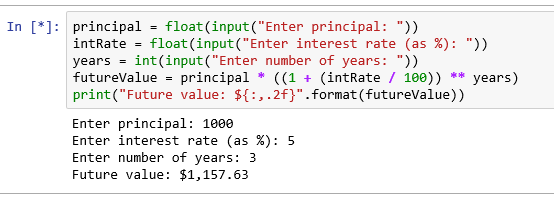 In [*]: principal = float(input("Enter principal: "))
intRate = float(input("Enter interest rate (as %): "))
years = int(input("Enter number of years: "))
futureValue = principal * ((1 + (intRate / 100)) ** years)
print("Future value: ${:,.2f}".format(futureValue))
Enter principal: 1000
Enter interest rate (as %): 5
Enter number of years: 3
Future value: $1,157.63